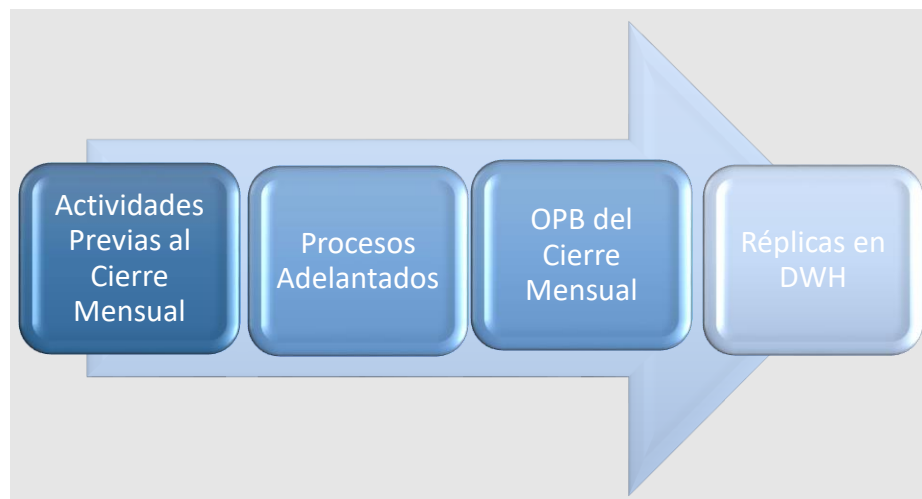 Actividades
Previas al
Cierre
Mensual
Procesos
Adelantados
OPB del
Cierre
Mensual
Réplicas en
DWH